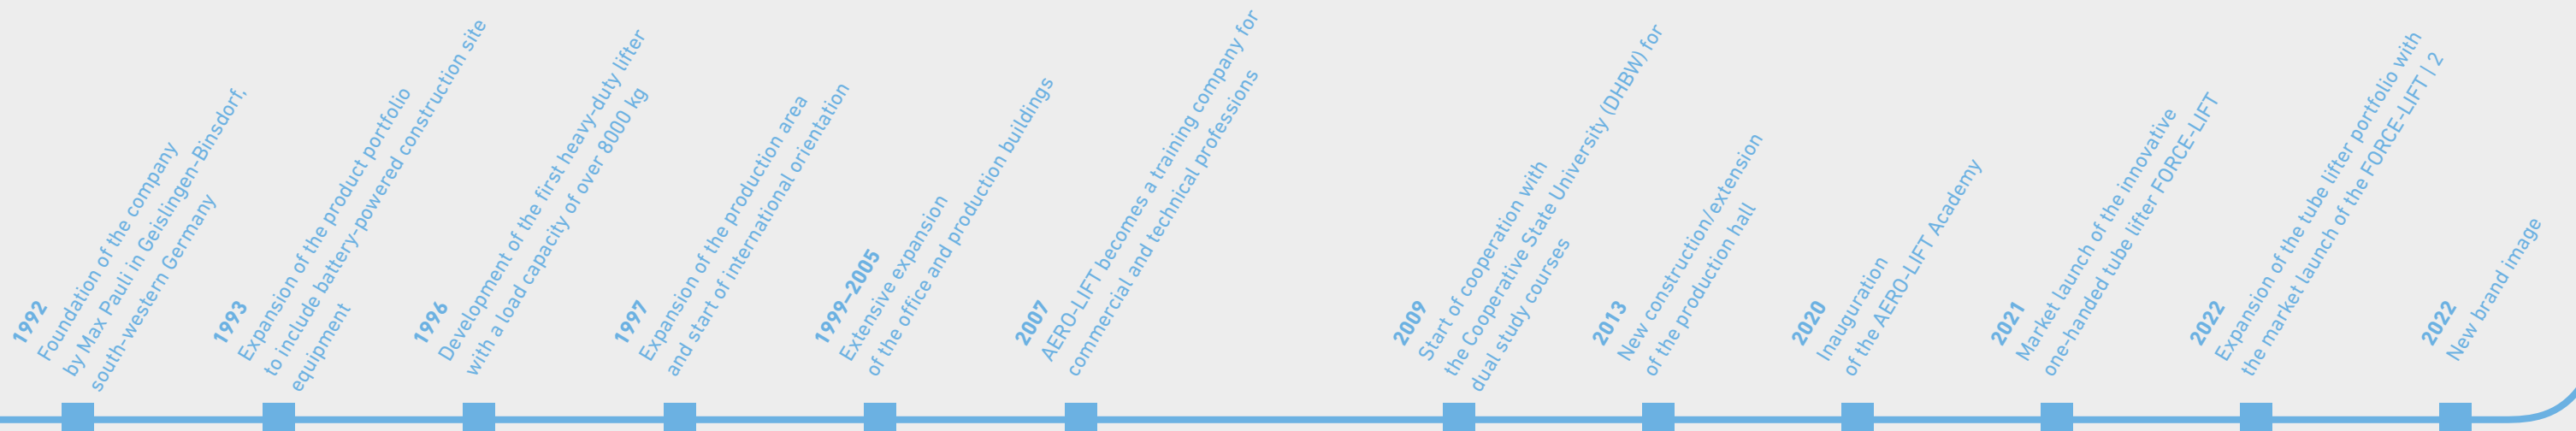 1992
Foundation of the company
by Max Pauli in Geislingen-Binsdorf,
south-western Germany
1993
Expansion of the product portfolio
to include battery-powered construction site
equipment
1996
Development of the first heavy-duty lifter
with a load capacity of over 8000 kg
1997
Expansion of the production area
and start of international orientation
1999–2005
Extensive expansion
of the office and production buildings
2007
AERO-LIFT becomes a training company for
commercial and technical professions
2009
Start of cooperation with
the Cooperative State University (DHBW) for
dual study courses
2013
New construction/extension
of the production hall
2020
Inauguration
of the AERO-LIFT Academy
2021
Market launch of the innovative
one-handed tube lifter FORCE-LIFT
2022
Expansion of the tube lifter portfolio with
the market launch of the FORCE-LIFT | 2
2022
New brand image